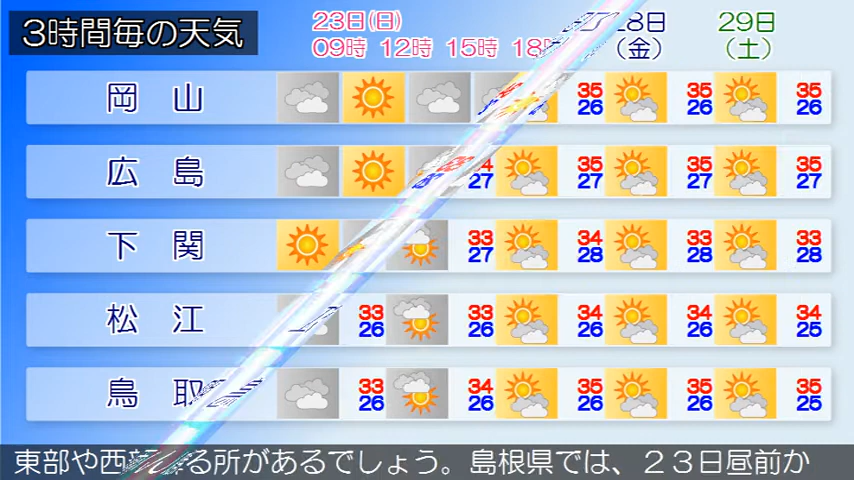 3時間毎の天気
23日(日) 28日 29日
09時 12時 15時 18時 (金) (土)
岡山 35 35 35
26 26 26
広島 35 35 35
27 27 27 27
下関 33 34 33 33
27 28 28 28
松江 33 33 34 34 34
26 26 26 26 25
鳥取 33 34 35 35 35
26 26 26 26 25
東部や西 る所があるでしょう。島根県では、23日昼前か